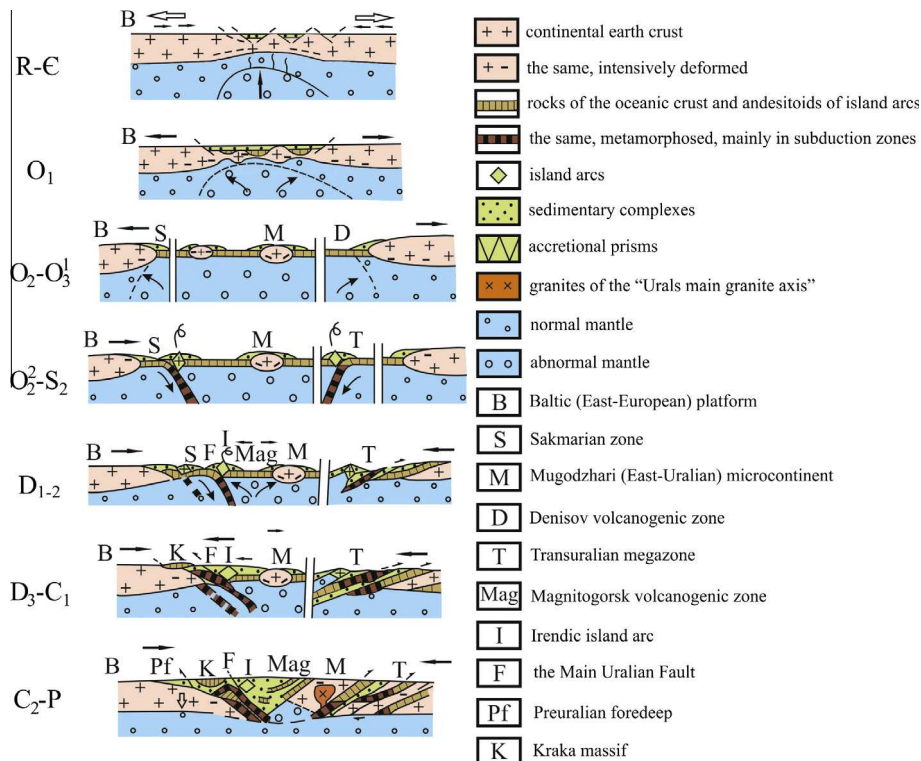 B
R-Є
B
O₁
B S M D
O₂-O₃¹
B S M T
O₂²-S₂
I
B S F Mag M T
D₁₋₂
B K F I M T
D₃-C₁
F
B Pf K I Mag M T
C₂-P
continental earth crust
the same, intensively deformed
rocks of the oceanic crust and andesitoids of island arcs
the same, metamorphosed, mainly in subduction zones
island arcs
sedimentary complexes
accretional prisms
granites of the “Urals main granite axis”
normal mantle
abnormal mantle
B Baltic (East-European) platform
S Sakmarian zone
M Mugodzhari (East-Uralian) microcontinent
D Denisov volcanogenic zone
T Transuralian megazone
Mag Magnitogorsk volcanogenic zone
I Irendic island arc
F the Main Uralian Fault
Pf Preuralian foredeep
K Kraka massif